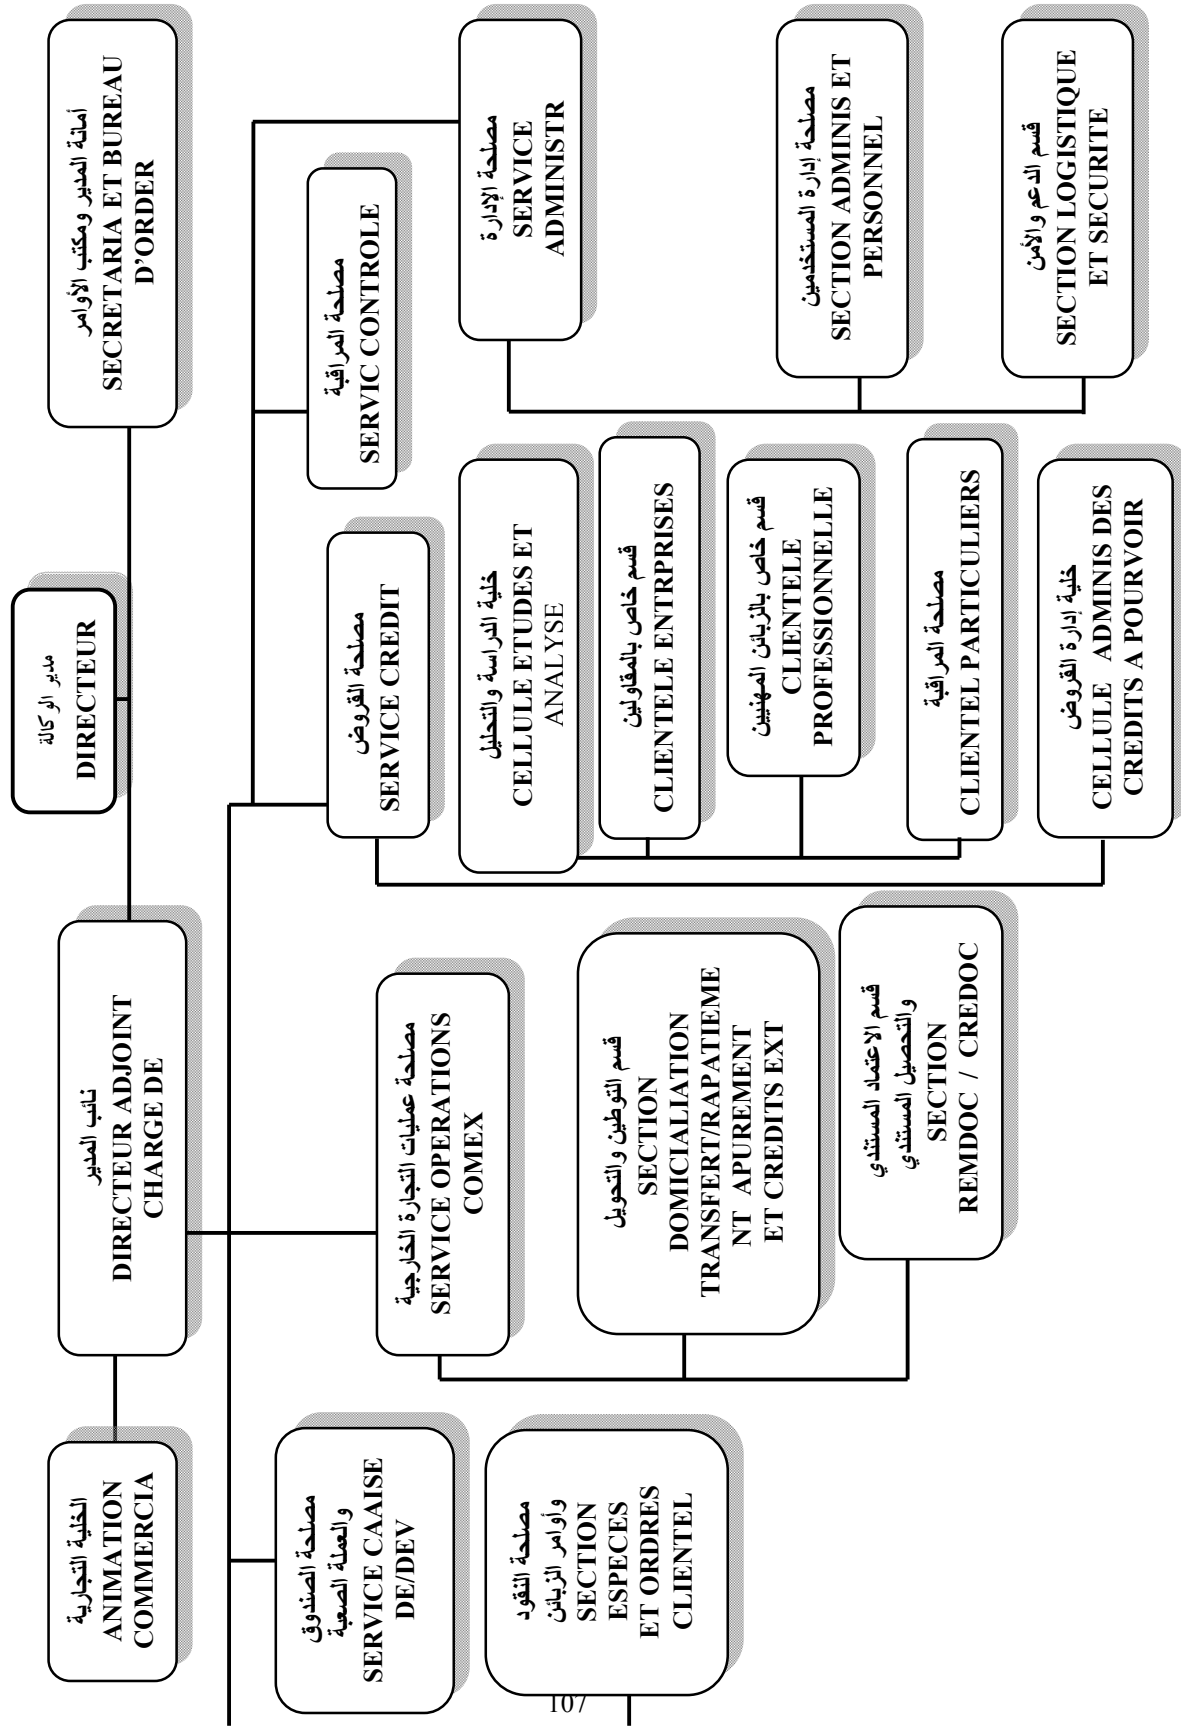 مدير الوكالة
DIRECTEUR
أمانة المدير ومكتب الأوامر
SECRETARIA ET BUREAU
D'ORDER
نائب المدير
DIRECTEUR ADJOINT
CHARGE DE
الخلية التجارية
ANIMATION
COMMERCIA
مصلحة الصندوق
والعملة الصعبة
SERVICE CAAISE
DE/DEV
مصلحة النقود
وأوامر الزبائن
SECTION
ESPECES
ET ORDRES
CLIENTEL
مصلحة عمليات التجارة الخارجية
SERVICE OPERATIONS
COMEX
قسم التوطين والتحويل
SECTION
DOMICIALIATION
TRANSFERT/RAPATIEME
NT APUREMENT
ET CREDITS EXT
قسم الاعتماد المستندي
والتحصيل المستندي
SECTION
REMDOC / CREDOC
مصلحة القروض
SERVICE CREDIT
خلية الدراسة والتحليل
CELLULE ETUDES ET
ANALYSE
قسم خاص بالمقاولين
CLIENTELE ENTRPRISES
قسم خاص بالزبائن المهنيين
CLIENTELE
PROFESSIONNELLE
مصلحة المراقبة
CLIENTEL PARTICULIERS
خلية إدارة القروض
CELLULE ADMINIS DES
CREDITS A POURVOIR
مصلحة المراقبة
SERVIC CONTROLE
مصلحة الإدارة
SERVICE
ADMINISTR
مصلحة إدارة المستخدمين
SECTION ADMINIS ET
PERSONNEL
قسم الدعم والأمن
SECTION LOGISTIQUE
ET SECURITE
107